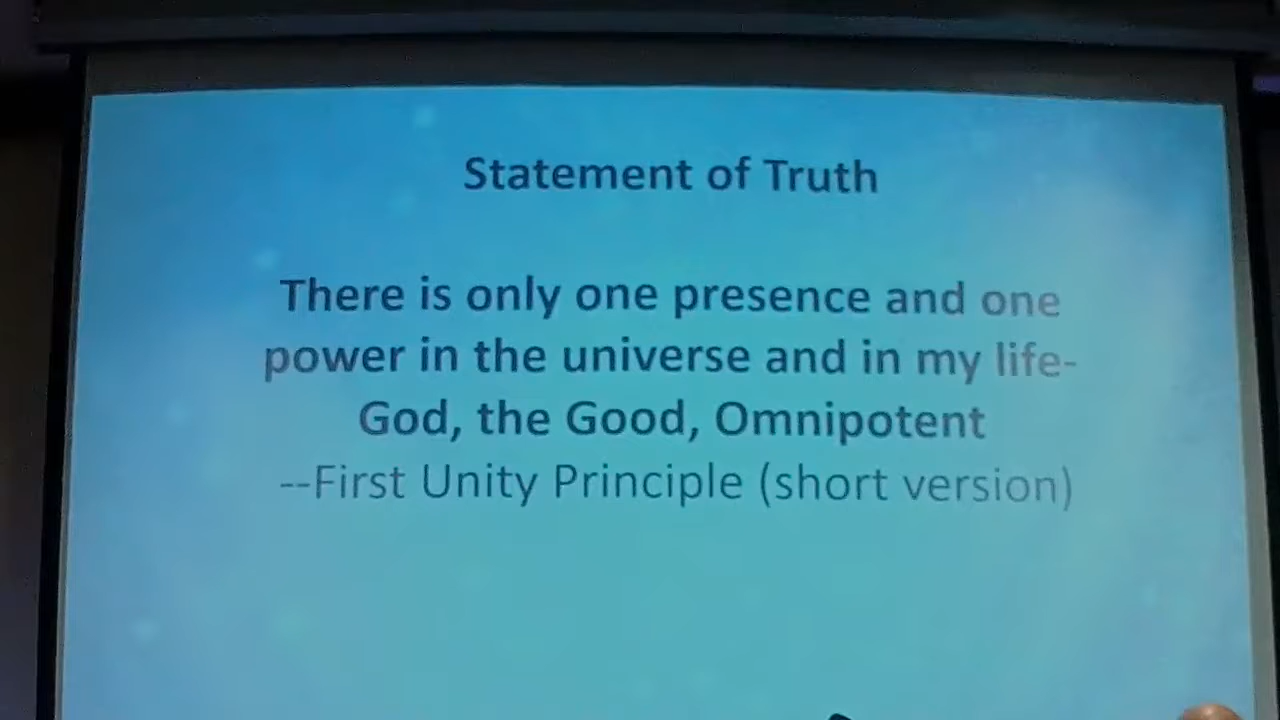 Statement of Truth
There is only one presence and one
power in the universe and in my life-
God, the Good, Omnipotent
--First Unity Principle (short version)